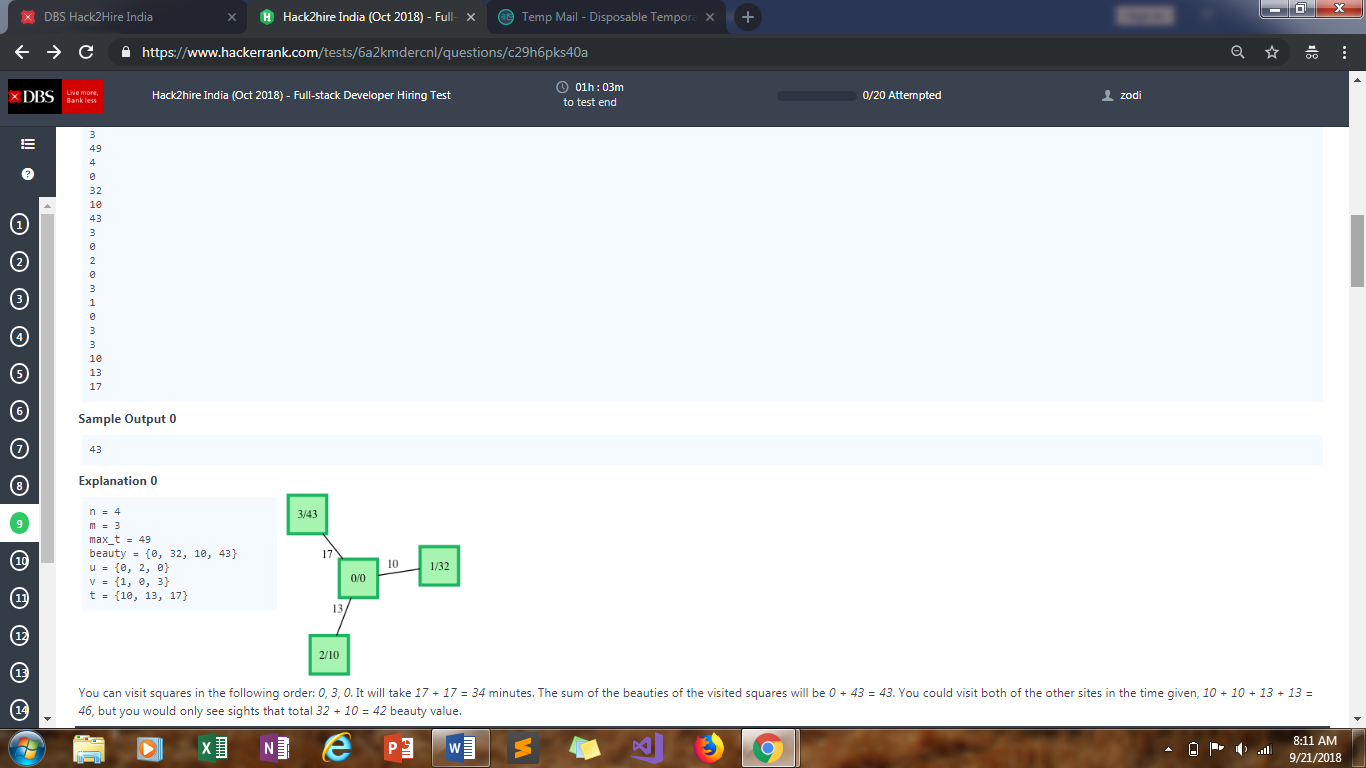 DBS Hack2Hire India
Hack2hire India (Oct 2018) - Full-
Temp Mail - Disposable Tempora
https://www.hackerrank.com/tests/6a2kmdercnl/questions/c29h6pks40a
DBS
Live more,
Bank less
Hack2hire India (Oct 2018) - Full-stack Developer Hiring Test
01h : 03m
to test end
0/20 Attempted
zodi
1
2
3
4
5
6
7
8
9
10
11
12
13
14
3
49
4
0
32
10
43
3
0
2
0
3
1
0
3
3
10
13
17
Sample Output 0
43
Explanation 0
n = 4
m = 3
max_t = 49
beauty = {0, 32, 10, 43}
u = {0, 2, 0}
v = {1, 0, 3}
t = {10, 13, 17}
3/43
17
10
1/32
0/0
13
2/10
You can visit squares in the following order: 0, 3, 0. It will take 17 + 17 = 34 minutes. The sum of the beauties of the visited squares will be 0 + 43 = 43. You could visit both of the other sites in the time given, 10 + 10 + 13 + 13 =
46, but you would only see sights that total 32 + 10 = 42 beauty value.
8:11 AM
9/21/2018